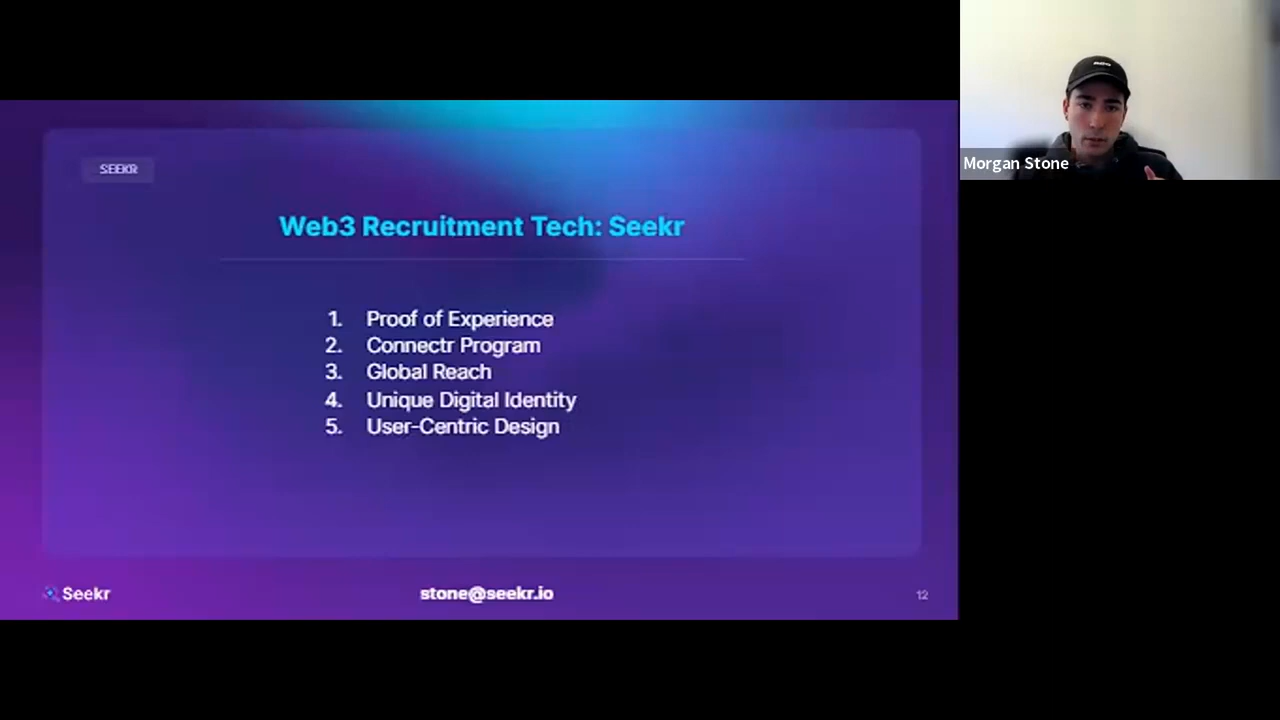 SEEKR
Web3 Recruitment Tech: Seekr
1. Proof of Experience
2. Connectr Program
3. Global Reach
4. Unique Digital Identity
5. User-Centric Design
Seekr
stone@seekr.io
12
Morgan Stone